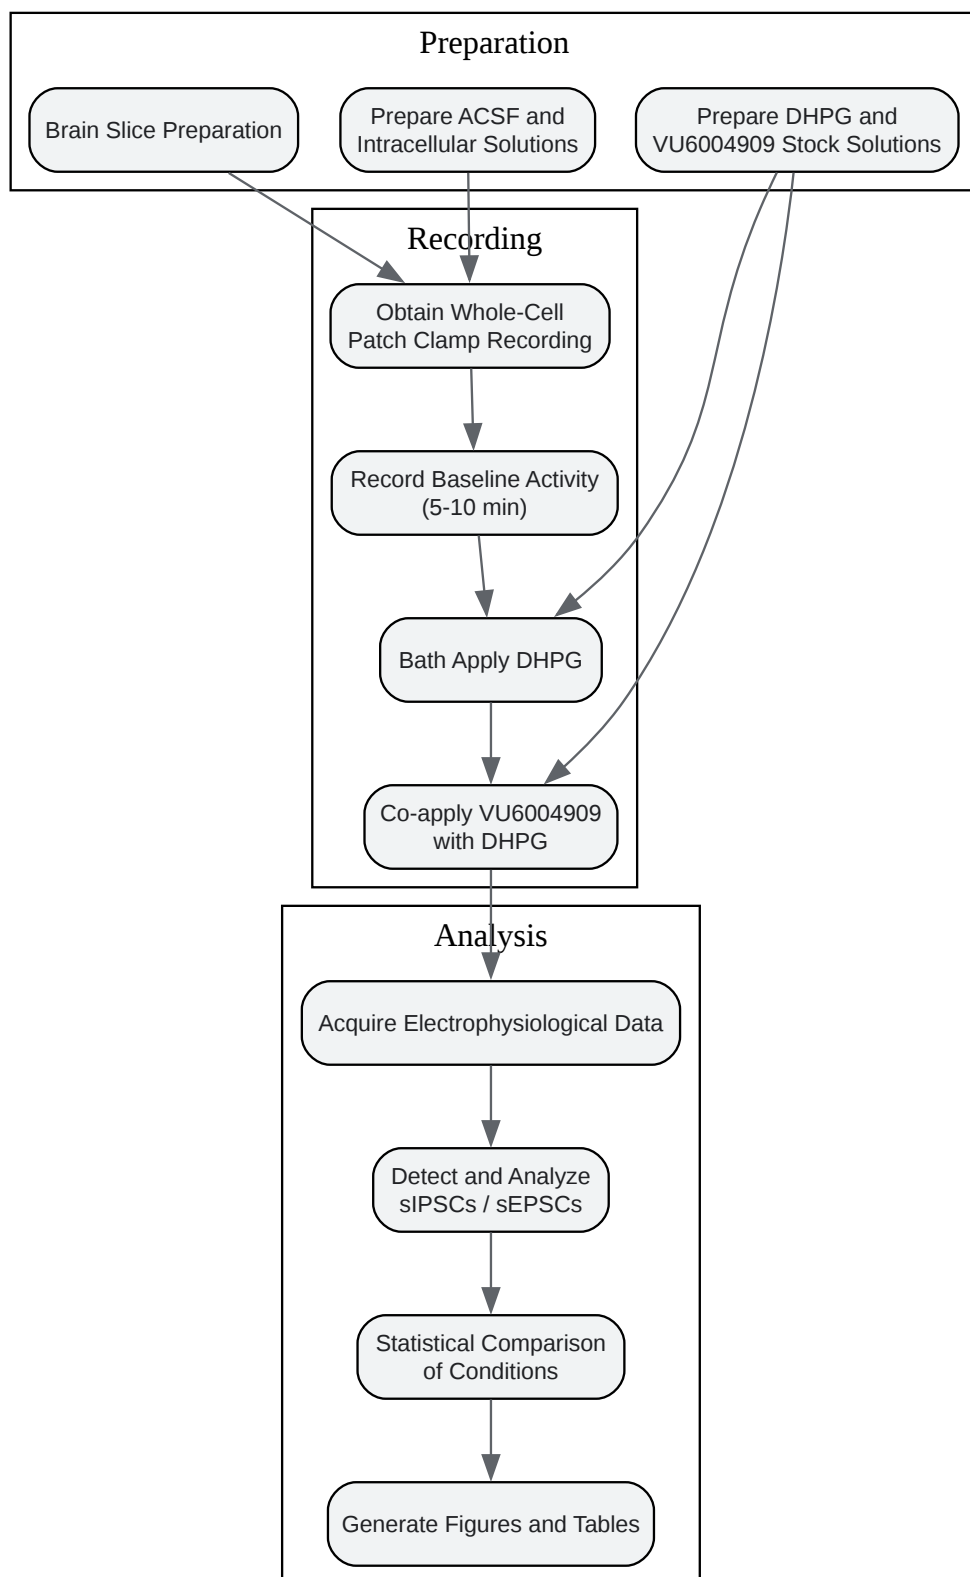 Preparation
Brain Slice Preparation
Prepare ACSF and
Intracellular Solutions
Prepare DHPG and
VU6004909 Stock Solutions
Recording
Obtain Whole-Cell
Patch Clamp Recording
Record Baseline Activity
(5-10 min)
Bath Apply DHPG
Co-apply VU6004909
with DHPG
Analysis
Acquire Electrophysiological Data
Detect and Analyze
sIPSCs / sEPSCs
Statistical Comparison
of Conditions
Generate Figures and Tables